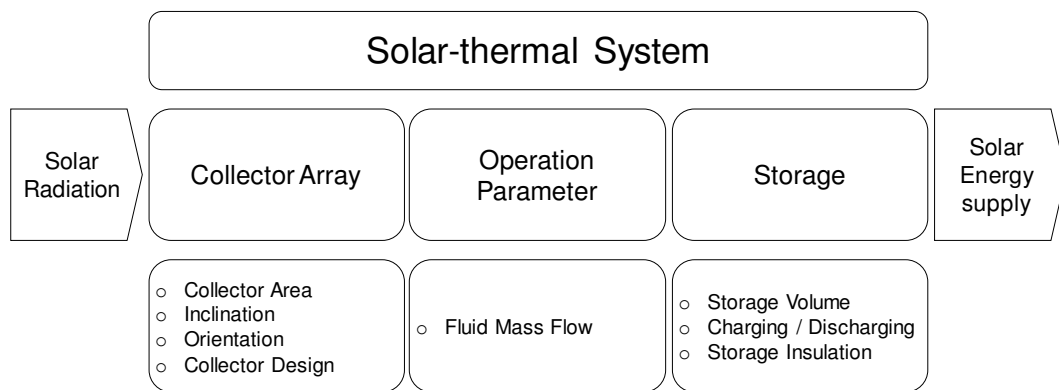 Solar-thermal System
Solar
Radiation
Collector Array
Operation
Parameter
Storage
Solar
Energy
supply
○ Collector Area
○ Inclination
○ Orientation
○ Collector Design
○ Fluid Mass Flow
○ Storage Volume
○ Charging / Discharging
○ Storage Insulation